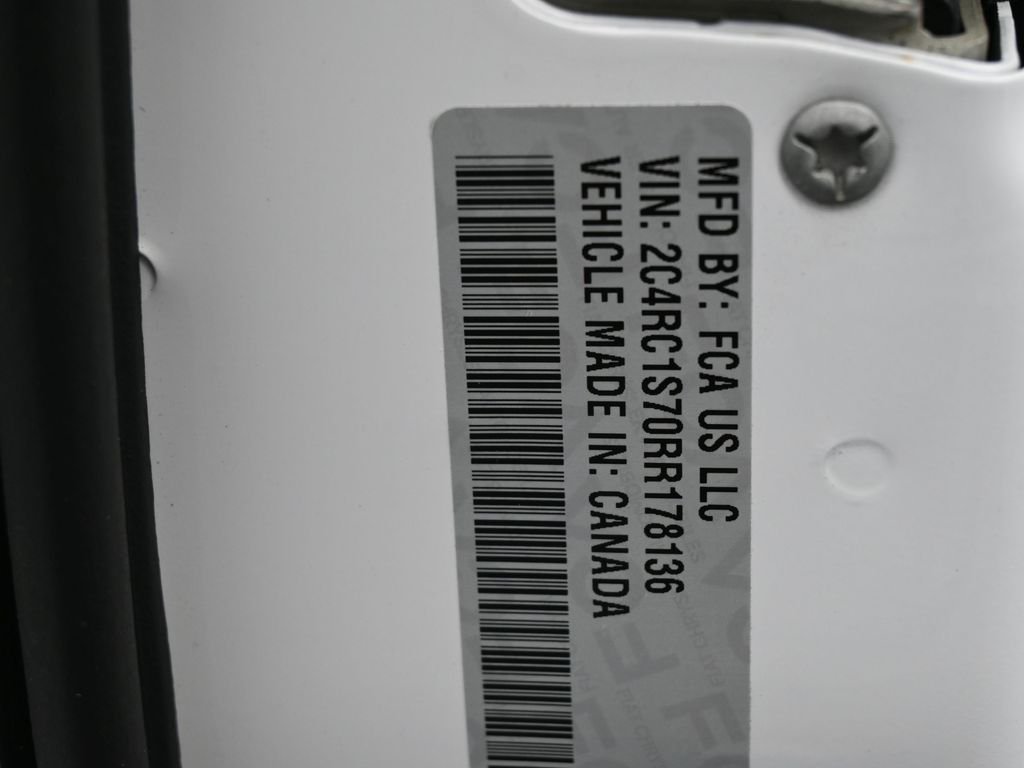 MFD BY: FCA US LLC
VIN: 2C4RC1S70RR178136
VEHICLE MADE IN: CANADA